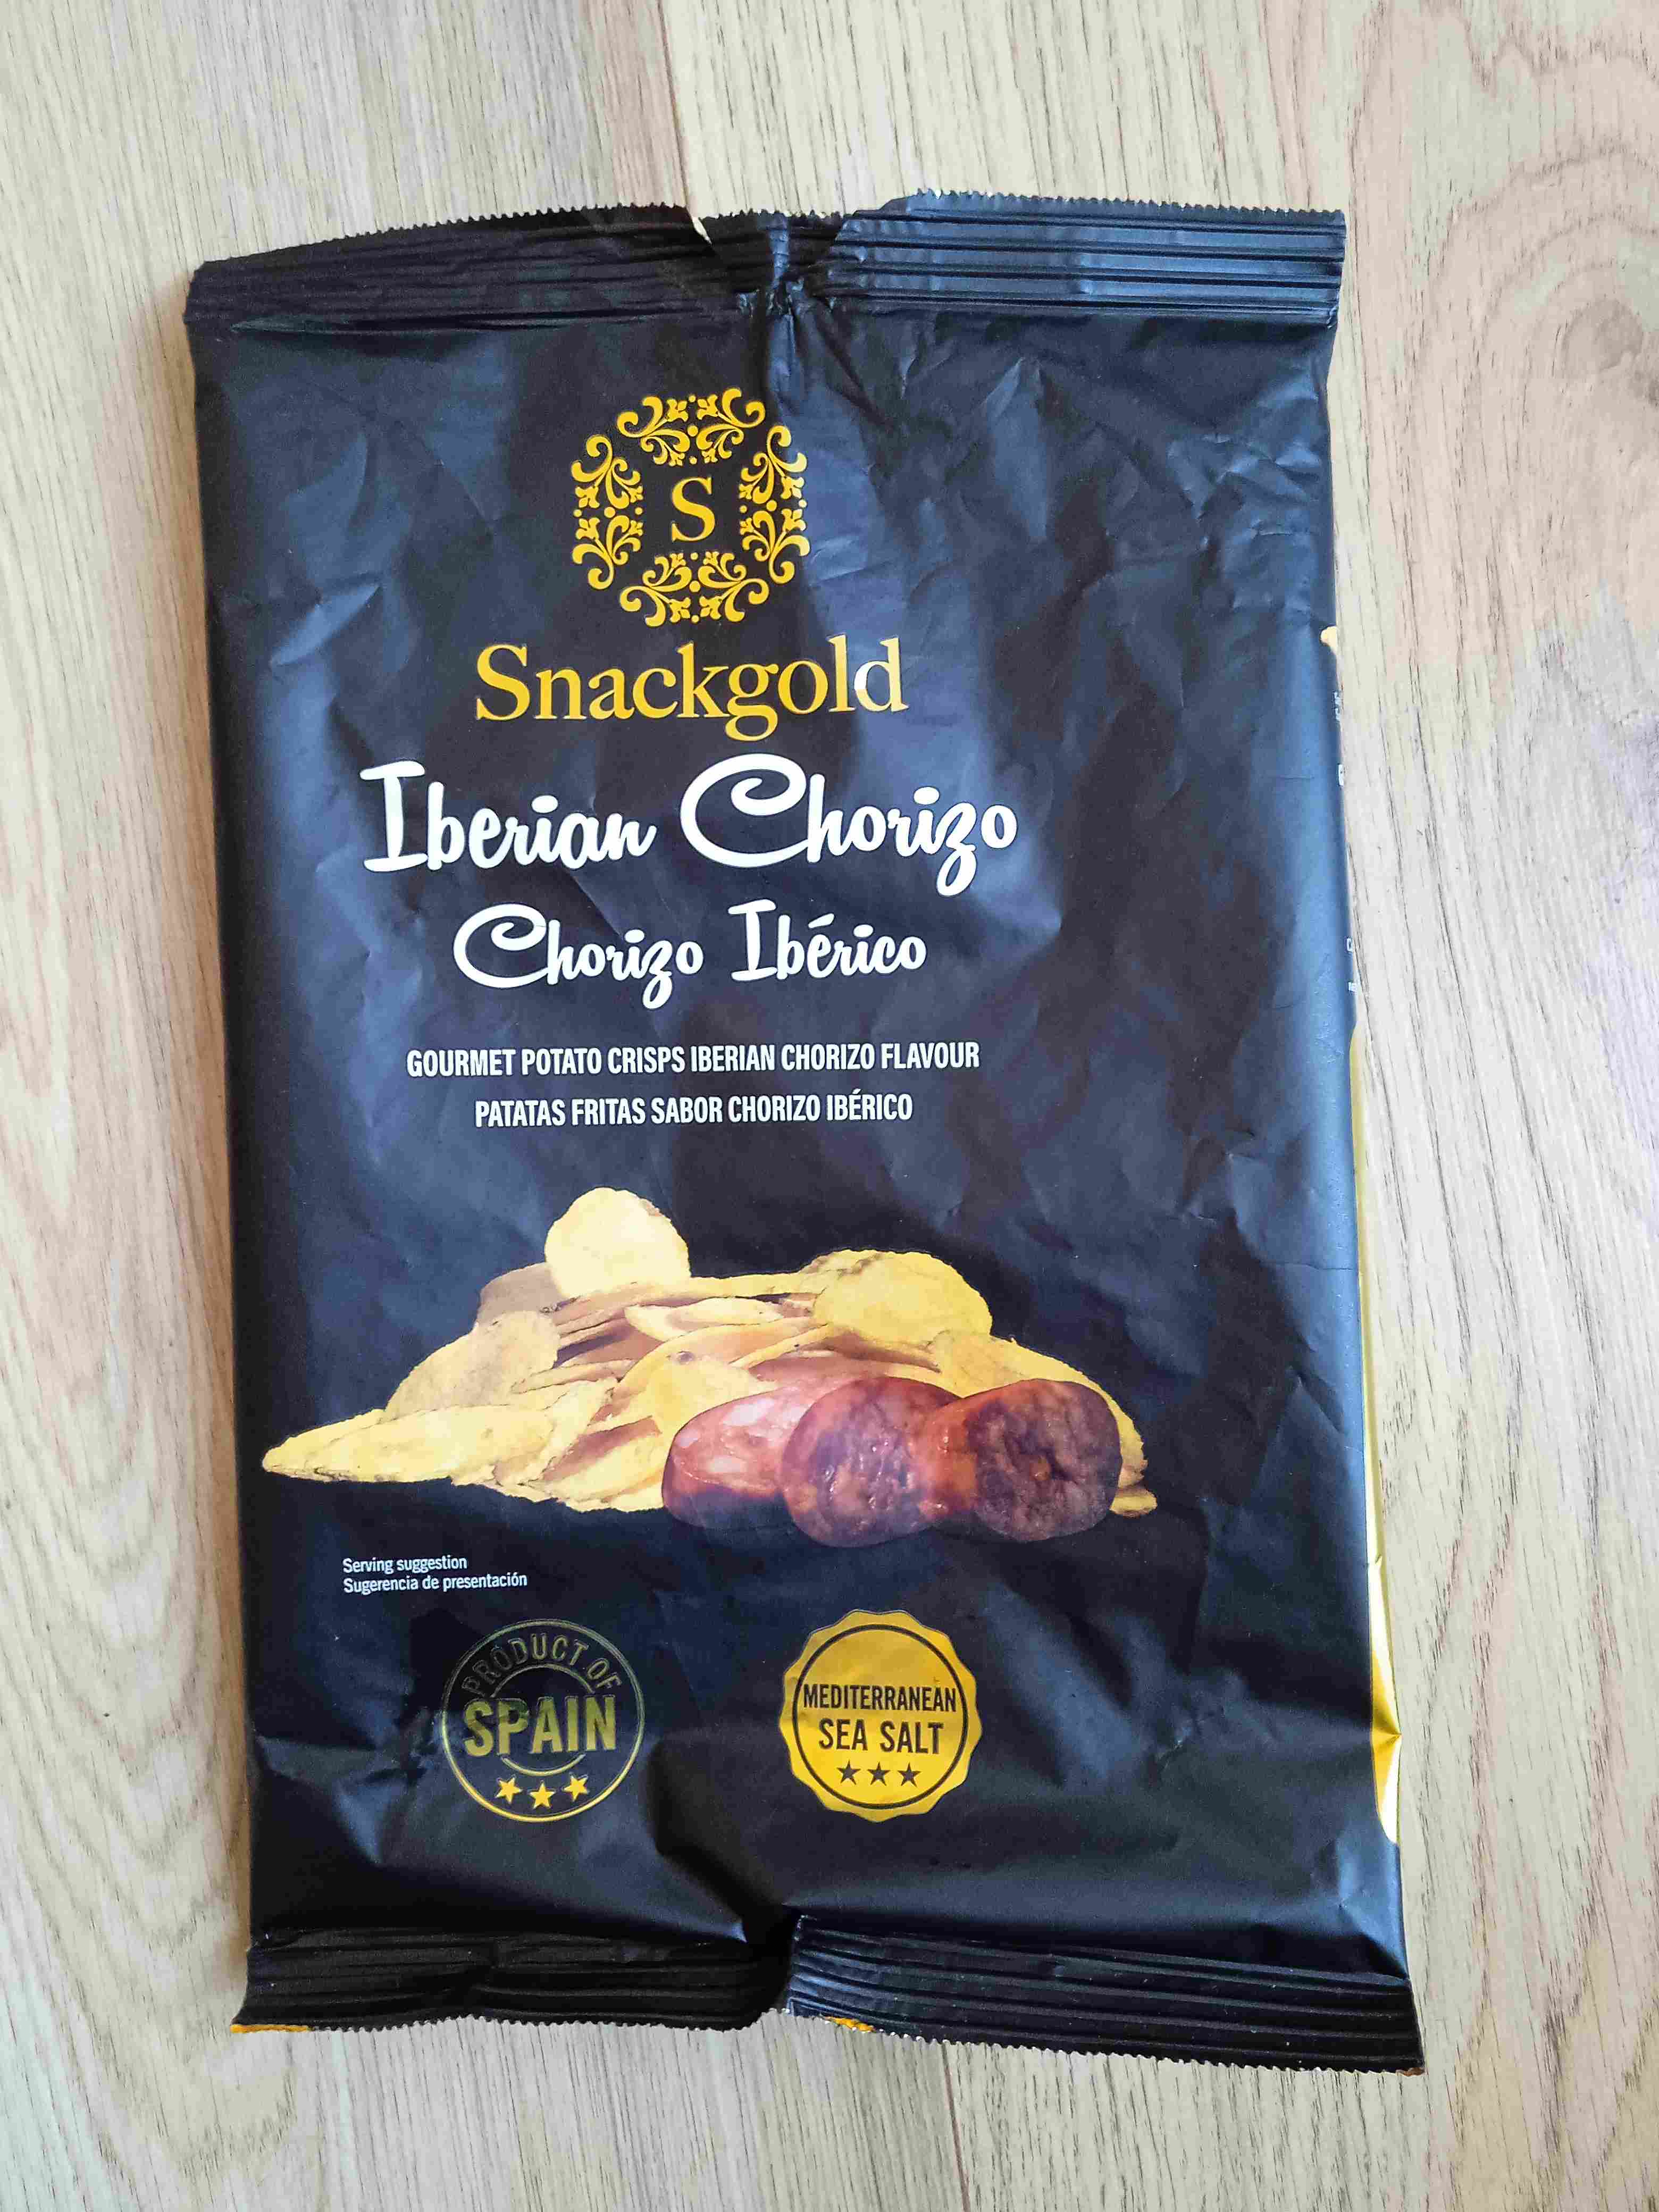 S
Snackgold
Iberian Chorizo
Chorizo Ibérico
GOURMET POTATO CRISPS IBERIAN CHORIZO FLAVOUR
PATATAS FRITAS SABOR CHORIZO IBÉRICO
Serving suggestion
Sugerencia de presentación
PRODUCT OF
SPAIN
MEDITERRANEAN
SEA SALT